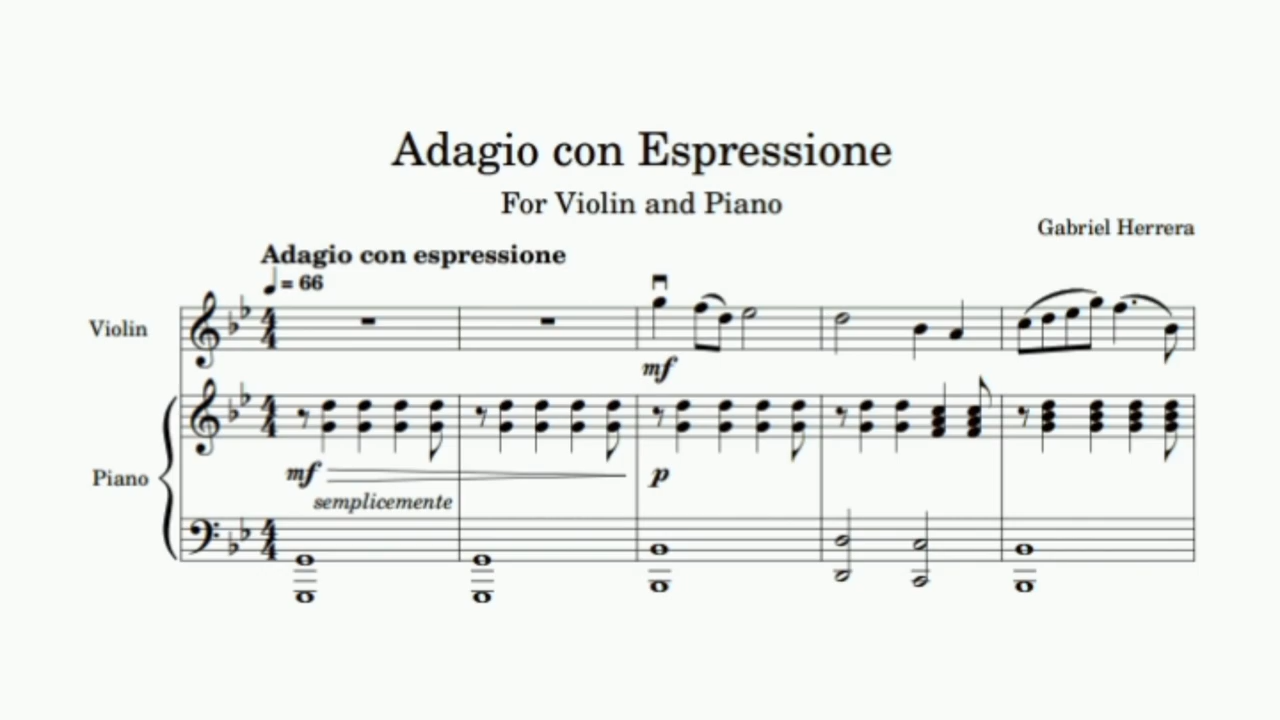 Adagio con Espressione
For Violin and Piano
Gabriel Herrera
Adagio con espressione
= 66
Violin
mf
Piano
mf
p
semplicemente